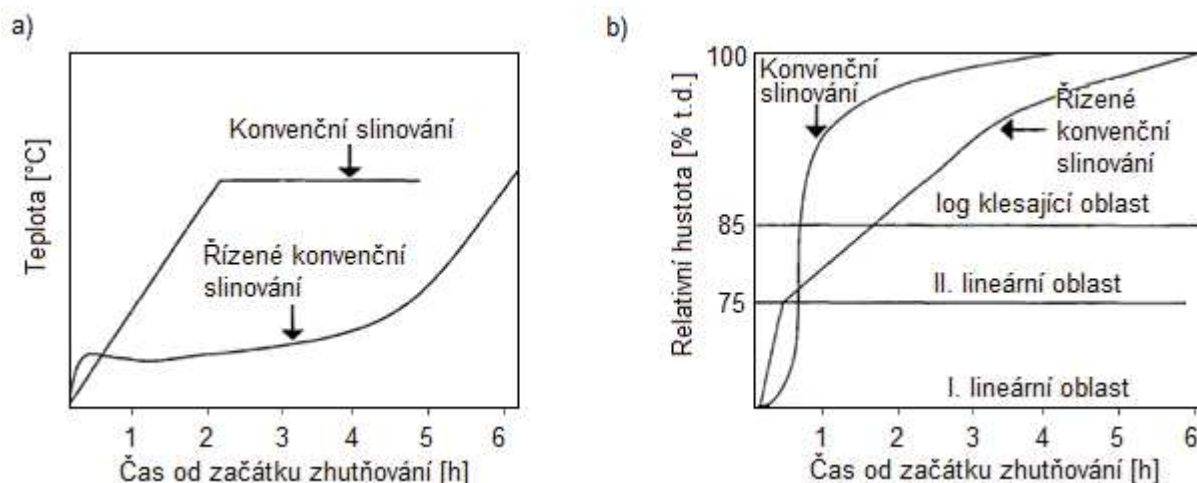 a)
Teplota [°C]
Konvenční slinování
Řízené konvenční
slinování
1 2 3 4 5 6
Čas od začátku zhutňování [h]
b)
Relativní hustota [% t.d.]
100
85
75
Konvenční
slinování
Řízené
konvenční
slinování
log klesající oblast
II. lineární oblast
I. lineární oblast
1 2 3 4 5 6
Čas od začátku zhutňování [h]